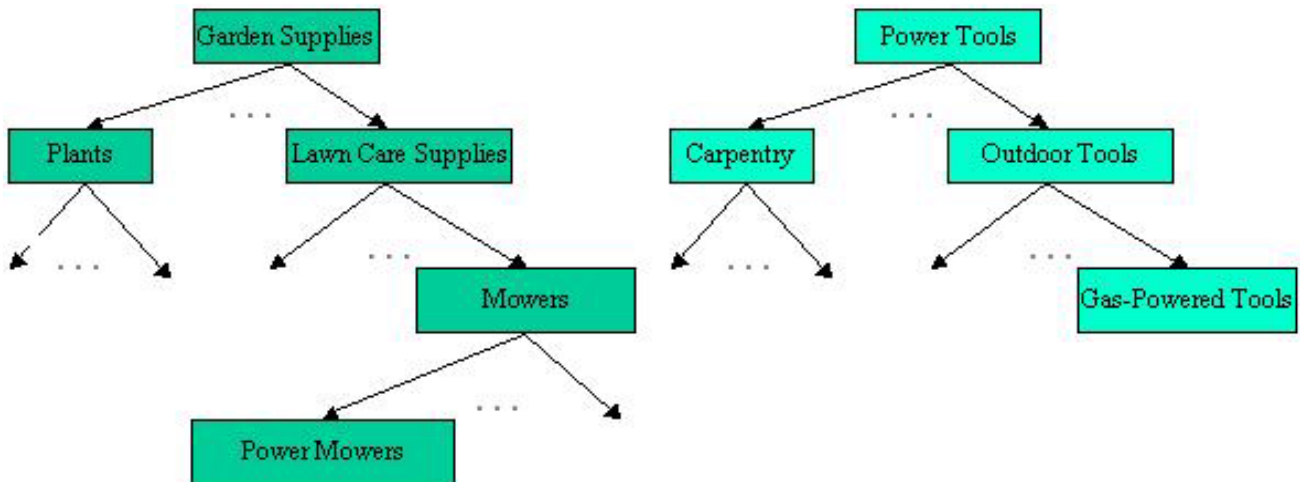 Garden Supplies
Power Tools
. . .
. . .
Plants
Lawn Care Supplies
Carpentry
Outdoor Tools
. . .
. . .
. . .
. . .
Mowers
Gas-Powered Tools
. . .
Power Mowers